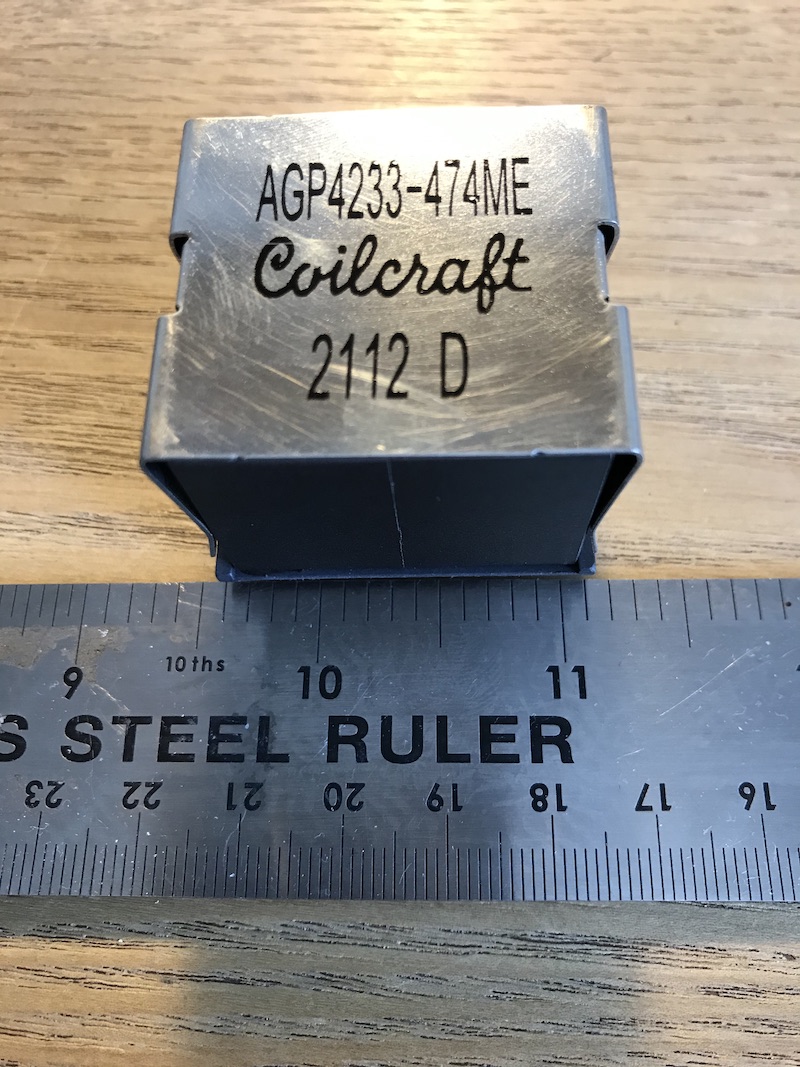 AGP4233-474ME
Coilcraft
2112 D
9 10ths 10 11
S STEEL RULER
23 22 21 20 19 18 17 16